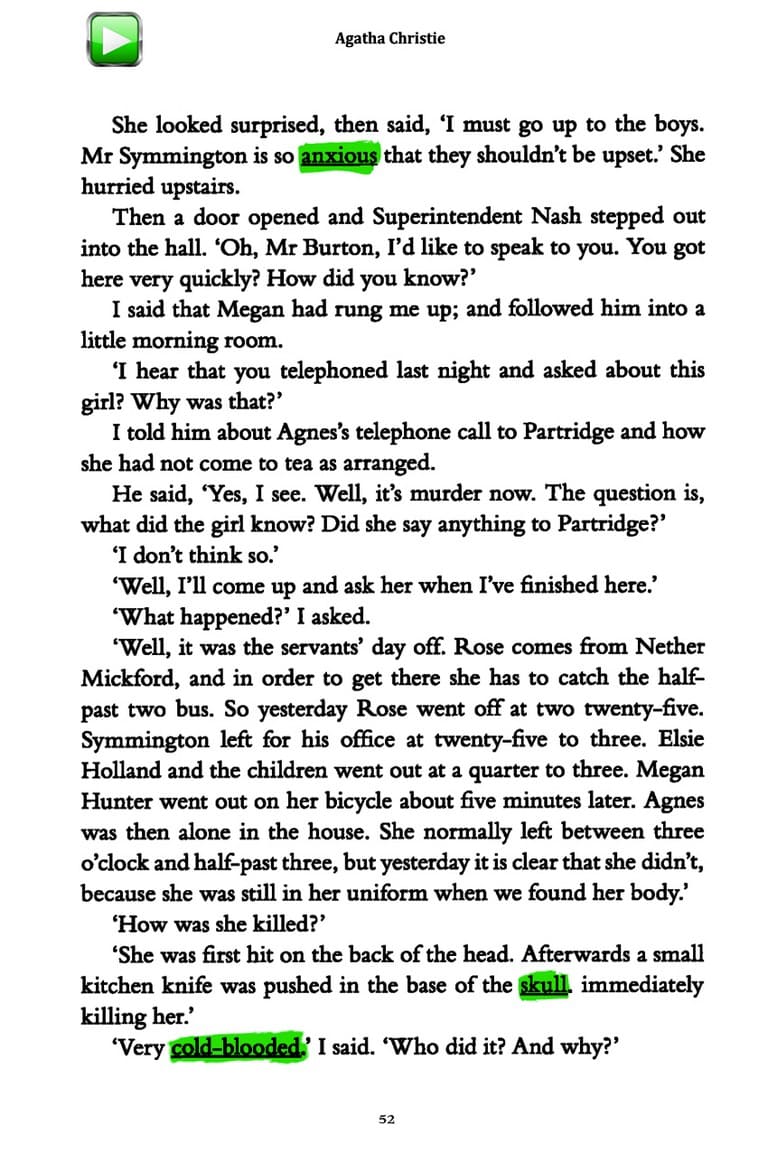 Agatha Christie
She looked surprised, then said, ‘I must go up to the boys.
Mr Symmington is so anxious that they shouldn’t be upset.’ She
hurried upstairs.
Then a door opened and Superintendent Nash stepped out
into the hall. ‘Oh, Mr Burton, I’d like to speak to you. You got
here very quickly? How did you know?’
I said that Megan had rung me up; and followed him into a
little morning room.
‘I hear that you telephoned last night and asked about this
girl? Why was that?’
I told him about Agnes’s telephone call to Partridge and how
she had not come to tea as arranged.
He said, ‘Yes, I see. Well, it’s murder now. The question is,
what did the girl know? Did she say anything to Partridge?’
‘I don’t think so.’
‘Well, I’ll come up and ask her when I’ve finished here.’
‘What happened?’ I asked.
‘Well, it was the servants’ day off. Rose comes from Nether
Mickford, and in order to get there she has to catch the half-
past two bus. So yesterday Rose went off at two twenty-five.
Symmington left for his office at twenty-five to three. Elsie
Holland and the children went out at a quarter to three. Megan
Hunter went out on her bicycle about five minutes later. Agnes
was then alone in the house. She normally left between three
o’clock and half-past three, but yesterday it is clear that she didn’t,
because she was still in her uniform when we found her body.’
‘How was she killed?’
‘She was first hit on the back of the head. Afterwards a small
kitchen knife was pushed in the base of the skull, immediately
killing her.’
‘Very cold-blooded,’ I said. ‘Who did it? And why?’
52